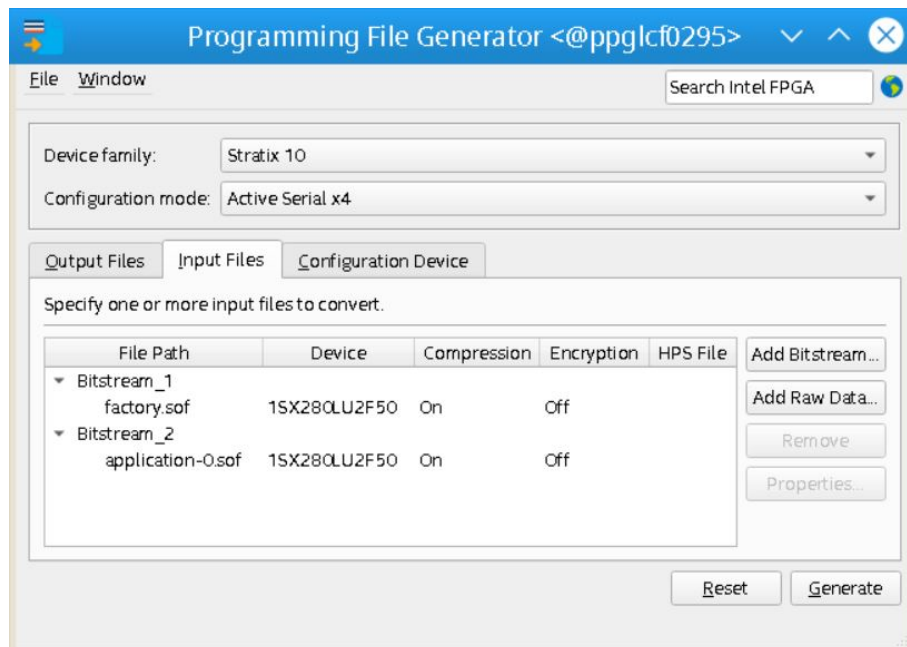 Programming File Generator <@ppglcf0295>
File Window
Search Intel FPGA
Device family: Stratix 10
Configuration mode: Active Serial x4
Output Files Input Files Configuration Device
Specify one or more input files to convert.
File Path Device Compression Encryption HPS File Add Bitstream...
Bitstream_1
factory.sof 1SX280LU2F50 On Off Add Raw Data...
Bitstream_2 Remove
application-0.sof 1SX280LU2F50 On Off
Properties...
Reset Generate